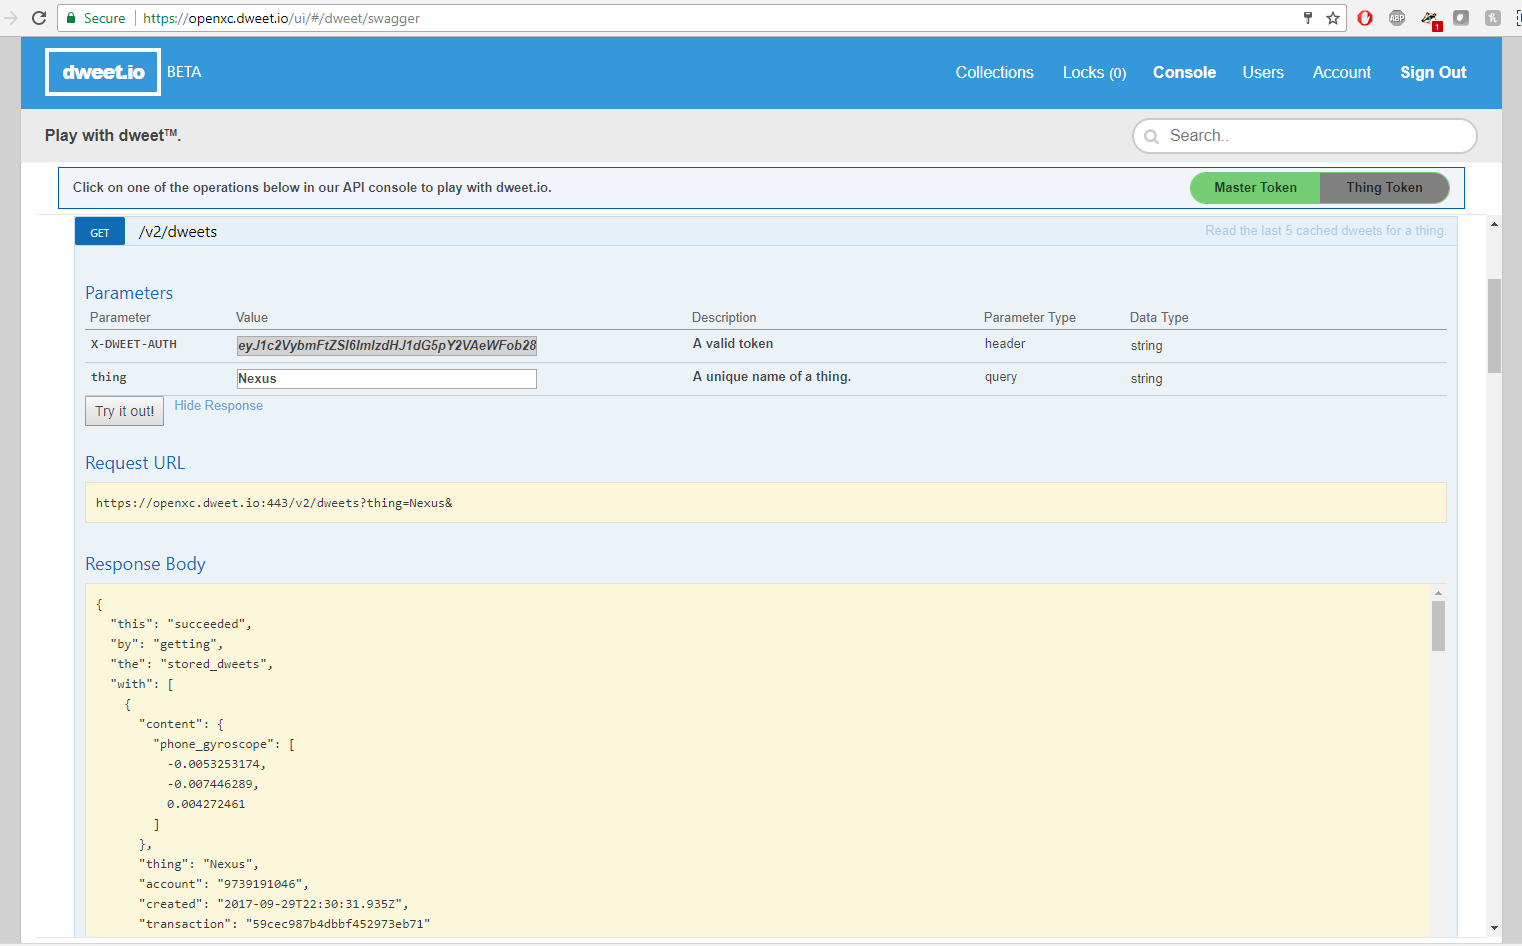 Secure https://openxc.dweet.io/ui/#/dweet/swagger
ABP
1
dweet.io BETA Collections Locks (0) Console Users Account Sign Out
Play with dweet™. Search..
Click on one of the operations below in our API console to play with dweet.io. Master Token Thing Token
GET /v2/dweets Read the last 5 cached dweets for a thing.
Parameters
Parameter Value Description Parameter Type Data Type
X-DWEET-AUTH eyJ1c2VybmFtZSI6ImlzdHJ1dG5pY2VAeWFob28 A valid token header string
thing Nexus A unique name of a thing. query string
Try it out! Hide Response
Request URL
https://openxc.dweet.io:443/v2/dweets?thing=Nexus&
Response Body
{
"this": "succeeded",
"by": "getting",
"the": "stored_dweets",
"with": [
{
"content": {
"phone_gyroscope": [
-0.0053253174,
-0.007446289,
0.004272461
]
},
"thing": "Nexus",
"account": "9739191046",
"created": "2017-09-29T22:30:31.935Z",
"transaction": "59cec987b4dbbf452973eb71"